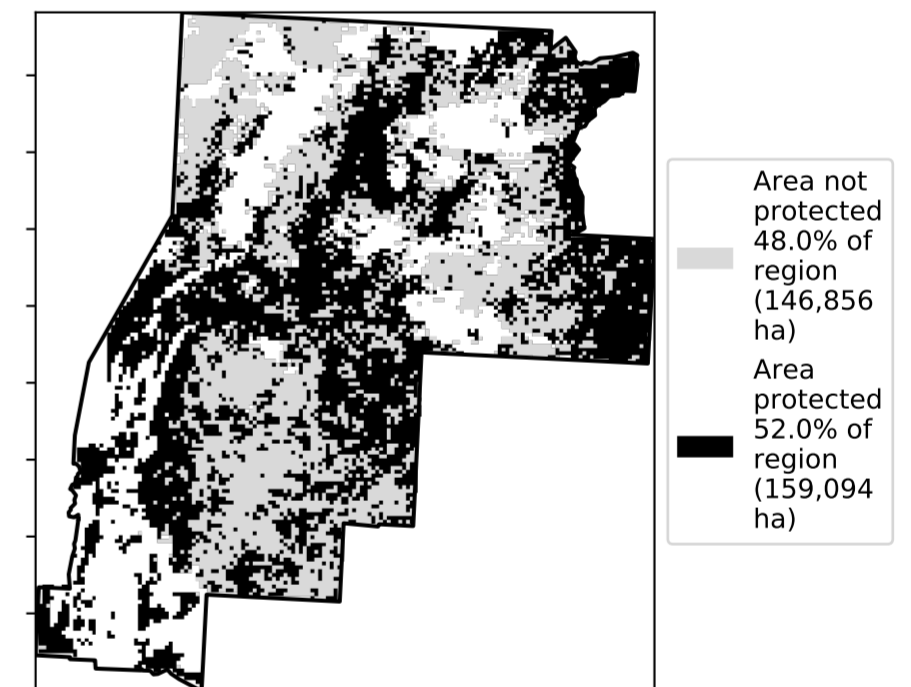 Area not
protected
48.0% of
region
(146,856
ha)
Area
protected
52.0% of
region
(159,094
ha)